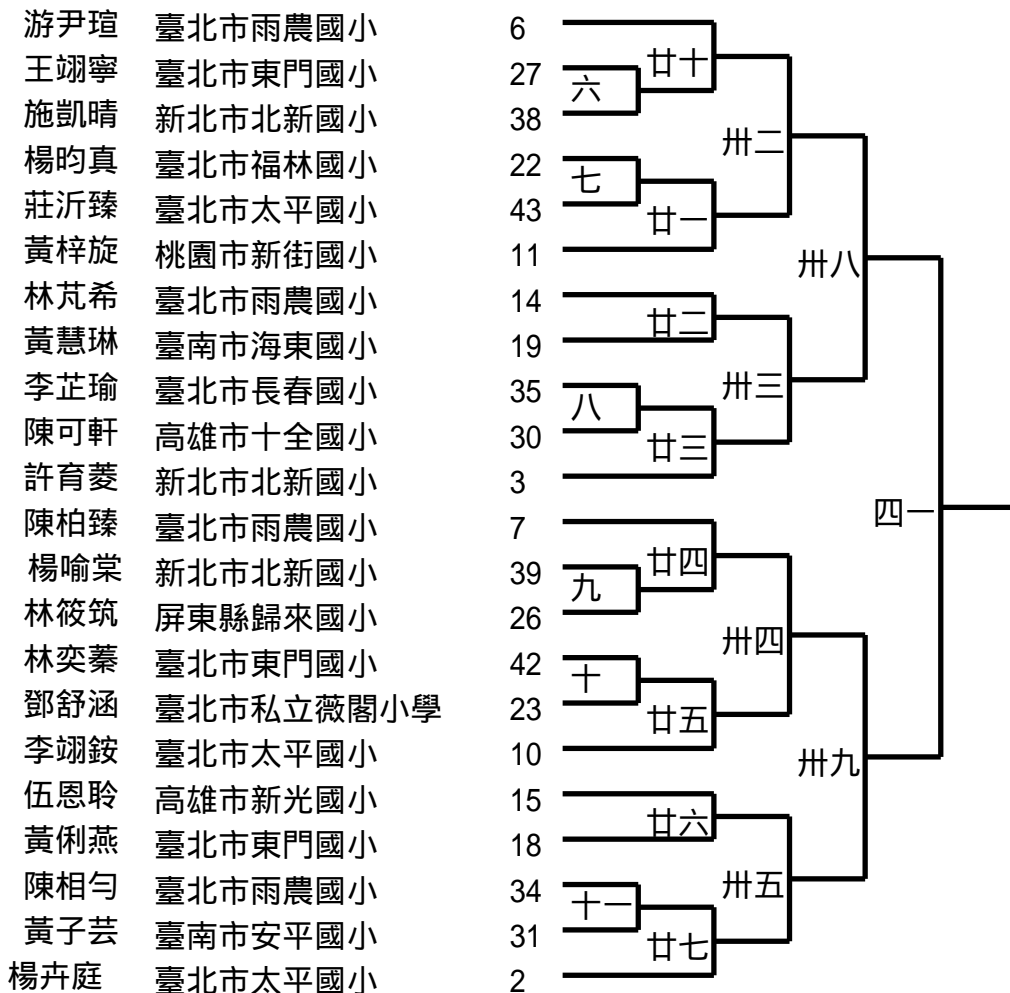 游尹瑄 臺北市雨農國小 6
廿十
王翊寧 臺北市東門國小 27
六
施凱晴 新北市北新國小 38
卅二
楊昀真 臺北市福林國小 22
七
莊沂臻 臺北市太平國小 43
廿一
黃梓旋 桃園市新街國小 11
卅八
林芃希 臺北市雨農國小 14
廿二
黃慧琳 臺南市海東國小 19
卅三
李芷瑜 臺北市長春國小 35
八
陳可軒 高雄市十全國小 30
廿三
許育菱 新北市北新國小 3
四一
陳柏臻 臺北市雨農國小 7
廿四
楊喻棠 新北市北新國小 39
九
林筱筑 屏東縣歸來國小 26
卅四
林奕蓁 臺北市東門國小 42
十
鄧舒涵 臺北市私立薇閣小學 23
廿五
李翊銨 臺北市太平國小 10
卅九
伍恩聆 高雄市新光國小 15
廿六
黃俐燕 臺北市東門國小 18
卅五
陳相勻 臺北市雨農國小 34
十一
黃子芸 臺南市安平國小 31
廿七
楊卉庭 臺北市太平國小 2